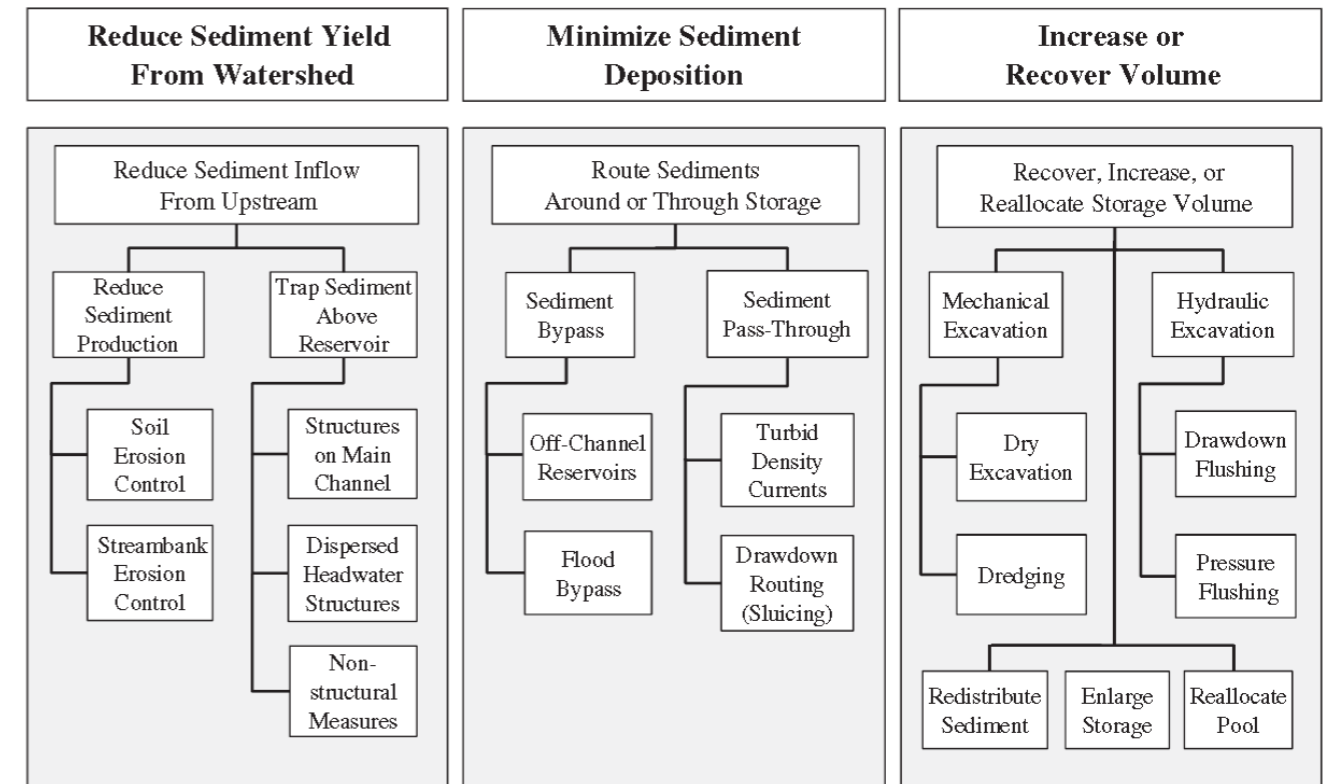 Reduce Sediment Yield
From Watershed
Minimize Sediment
Deposition
Increase or
Recover Volume
Reduce Sediment Inflow
From Upstream
Reduce
Sediment
Production
Trap Sediment
Above
Reservoir
Soil
Erosion
Control
Streambank
Erosion
Control
Structures
on Main
Channel
Dispersed
Headwater
Structures
Non-
structural
Measures
Route Sediments
Around or Through Storage
Sediment
Bypass
Sediment
Pass-Through
Off-Channel
Reservoirs
Flood
Bypass
Turbid
Density
Currents
Drawdown
Routing
(Sluicing)
Recover, Increase, or
Reallocate Storage Volume
Mechanical
Excavation
Hydraulic
Excavation
Dry
Excavation
Dredging
Drawdown
Flushing
Pressure
Flushing
Redistribute
Sediment
Enlarge
Storage
Reallocate
Pool